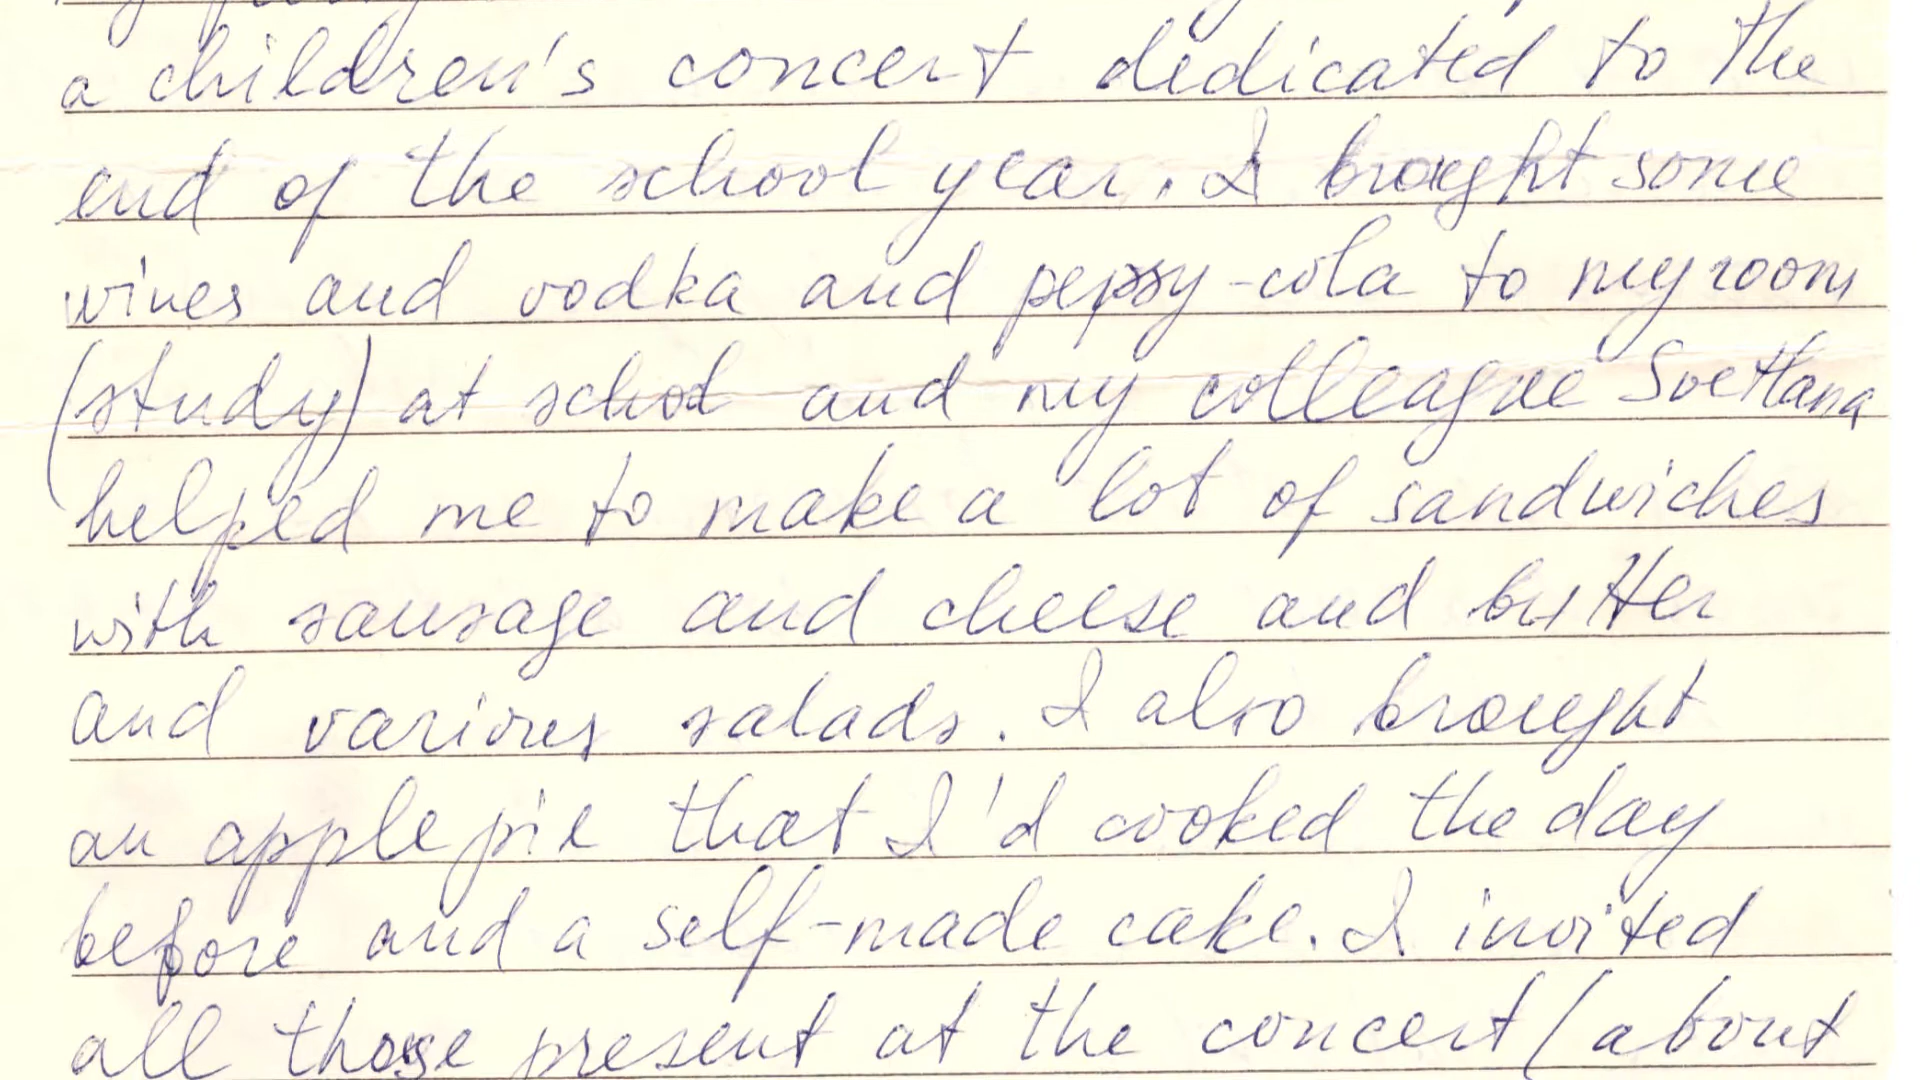 a children's concert dedicated to the
end of the school year. I brought some
wines and vodka and pepsy-cola to my room
(study) at schol and my colleague Svetlana
helped me to make a lot of sandwiches
with sausage and cheese and butter
and various salads. I also brought
an apple pie that I'd cooked the day
before and a self-made cake. I invited
all those present at the concert (about